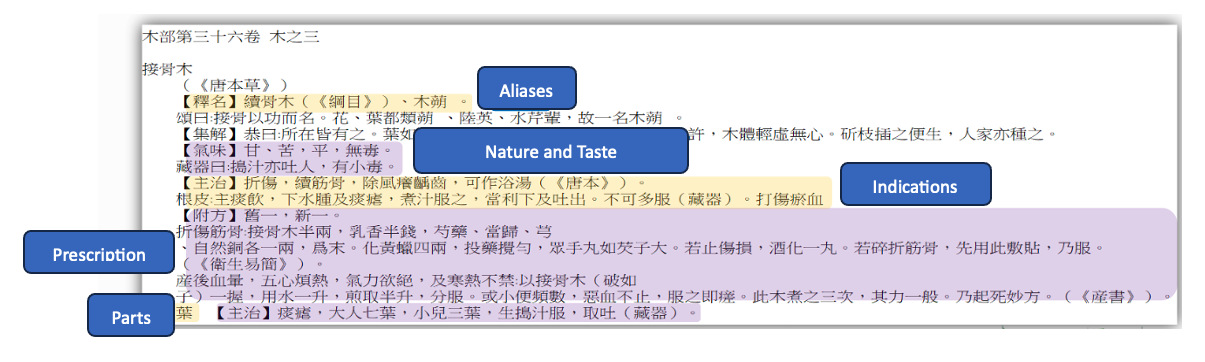 木部第三十六卷 木之三
接骨木
(《唐本草》)
【釋名】續骨木(《綱目》)、木蒴 。
Aliases
頌曰:接骨以功而名。花、葉都類蒴 、陸英、水芹輩,故一名木蒴 。
【集解】恭曰:所在皆有之。葉如
許,木體輕虛無心。斫枝插之便生,人家亦種之。
【氣味】甘、苦,平,無毒。
Nature and Taste
藏器曰:搗汁亦吐人,有小毒。
【主治】折傷,續筋骨,除風癢齲齒,可作浴湯(《唐本》)。
Indications
根皮:主痰飲,下水腫及痰瘧,煮汁服之,當利下及吐出。不可多服(藏器)。打傷瘀血
【附方】舊一,新一。
折傷筋骨:接骨木半兩,乳香半錢,芍藥、當歸、芎
、自然銅各一兩,爲末。化黃蠟四兩,投藥攪勻,眾手丸如芡子大。若止傷損,酒化一丸。若碎折筋骨,先用此敷貼,乃服。
Prescription
(《衛生易簡》)。
產後血暈,五心煩熱,氣力欲絕,及寒熱不禁:以接骨木(破如
子)一握,用水一升,煎取半升,分服。或小便頻數,惡血不止,服之即瘥。此木煮之三次,其力一般。乃起死妙方。(《產書》)。
Parts
葉 【主治】痰瘧,大人七葉,小兒三葉,生搗汁服,取吐(藏器)。